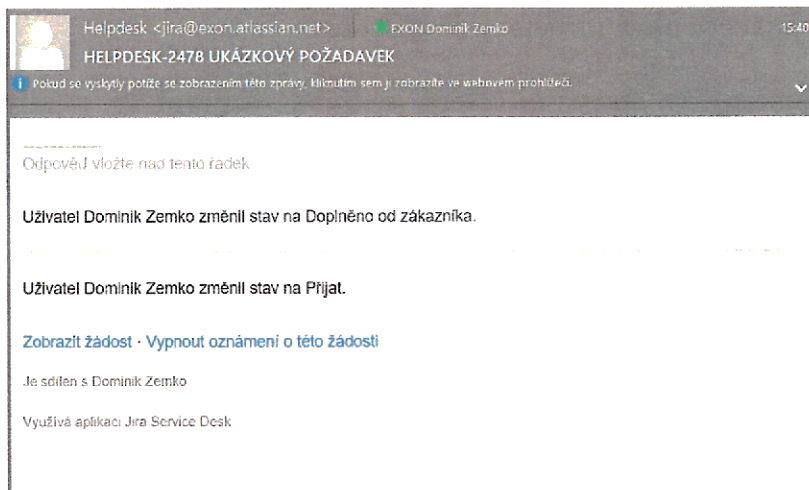 Helpdesk <jira@exon.atlassian.net> EXON Dominik Zemko 15:40
HELPDESK-2478 UKÁZKOVÝ POŽADAVEK
Pokud se vyskytly potíže se zobrazením této zprávy, kliknutím sem ji zobrazíte ve webovém prohlížeči.
Odpověď vložte nad tento řádek
Uživatel Dominik Zemko změnil stav na Doplněno od zákazníka.
Uživatel Dominik Zemko změnil stav na Přijat.
Zobrazit žádost · Vypnout oznámení o této žádosti
Je sdílen s Dominik Zemko
Využívá aplikaci Jira Service Desk